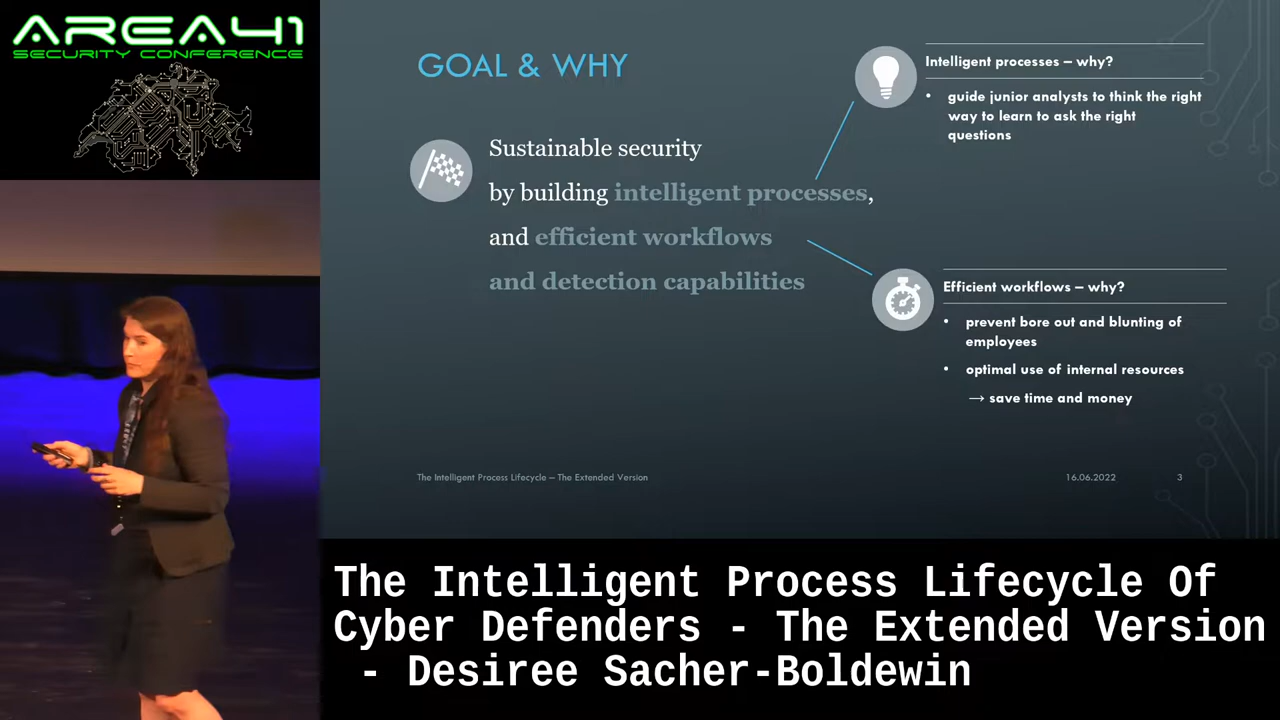 AREA41
SECURITY CONFERENCE
GOAL & WHY
Sustainable security
by building intelligent processes,
and efficient workflows
and detection capabilities
Intelligent processes – why?
• guide junior analysts to think the right
way to learn to ask the right
questions
Efficient workflows – why?
• prevent bore out and blunting of
employees
• optimal use of internal resources
→ save time and money
The Intelligent Process Lifecycle – The Extended Version
16.06.2022
3
The Intelligent Process Lifecycle Of
Cyber Defenders - The Extended Version
- Desiree Sacher-Boldewin